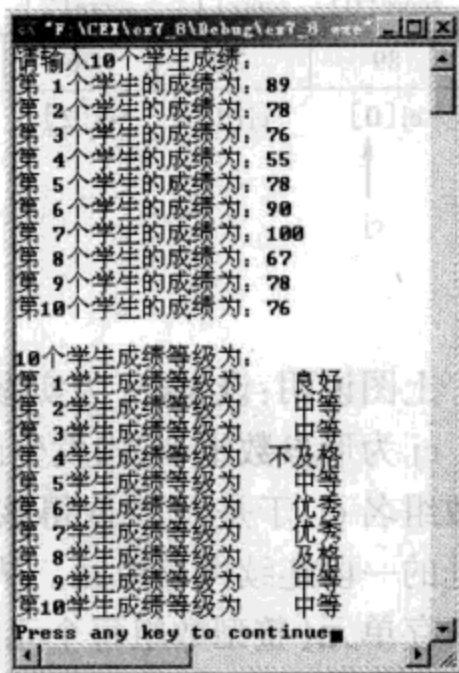 "F:\CEX\ex7_8\Debug\ex7_8.exe"
请输入10个学生成绩：
第 1个学生的成绩为：89
第 2个学生的成绩为：78
第 3个学生的成绩为：76
第 4个学生的成绩为：55
第 5个学生的成绩为：78
第 6个学生的成绩为：90
第 7个学生的成绩为：100
第 8个学生的成绩为：67
第 9个学生的成绩为：78
第10个学生的成绩为：76
10个学生成绩等级为：
第 1学生成绩等级为 良好
第 2学生成绩等级为 中等
第 3学生成绩等级为 中等
第 4学生成绩等级为 不及格
第 5学生成绩等级为 中等
第 6学生成绩等级为 优秀
第 7学生成绩等级为 优秀
第 8学生成绩等级为 及格
第 9学生成绩等级为 中等
第10学生成绩等级为 中等
Press any key to continue